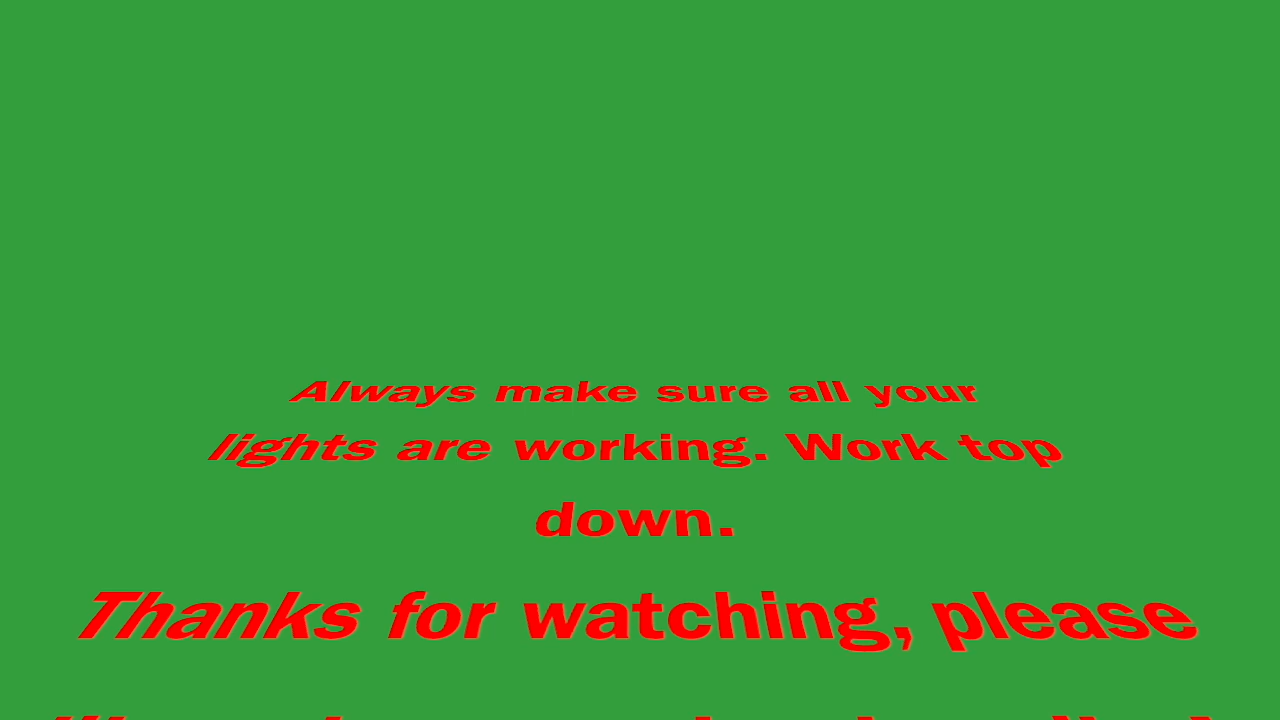 Always make sure all your
lights are working. Work top
down.
Thanks for watching, please